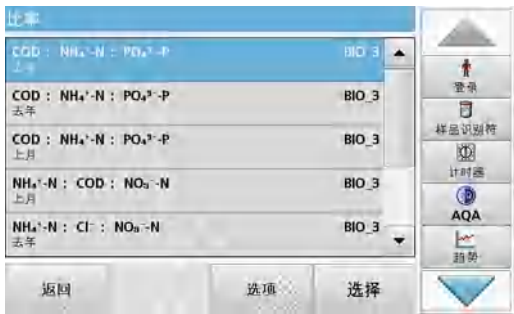 比率
COD : NH₄⁺-N : PO₄³⁻-P BIO_3
上年
COD : NH₄⁺-N : PO₄³⁻-P BIO_3
去年
COD : NH₄⁺-N : PO₄³⁻-P BIO_3
上月
NH₄⁺-N : COD : NO₃⁻-N BIO_3
上月
NH₄⁺-N : Cl⁻ : NO₃⁻-N BIO_3
去年
返回
选项
选择
登录
样品识别符
计时器
AQA
趋势